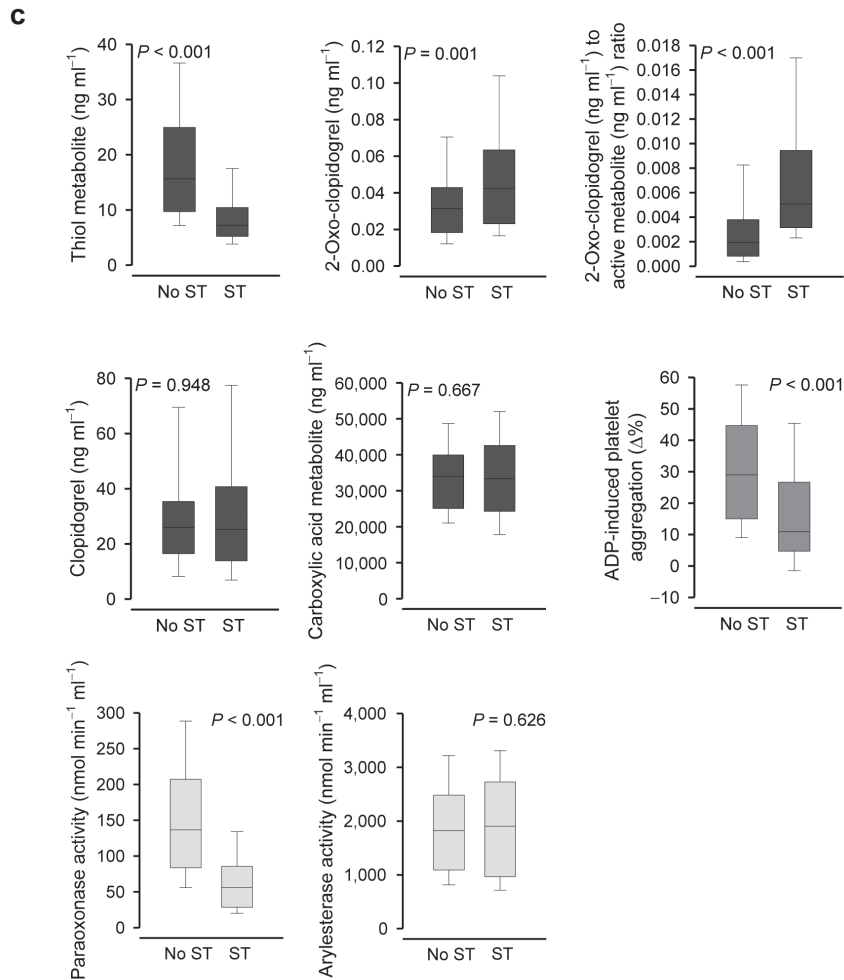 c
Thiol metabolite (ng ml⁻¹)
40
30
20
10
0
P < 0.001
No ST ST
2-Oxo-clopidogrel (ng ml⁻¹)
0.12
0.10
0.08
0.06
0.04
0.02
0.00
P = 0.001
No ST ST
2-Oxo-clopidogrel (ng ml⁻¹) to
active metabolite (ng ml⁻¹) ratio
0.018
0.016
0.014
0.012
0.010
0.008
0.006
0.004
0.002
0.000
P < 0.001
No ST ST
Clopidogrel (ng ml⁻¹)
80
60
40
20
0
P = 0.948
No ST ST
Carboxylic acid metabolite (ng ml⁻¹)
60,000
50,000
40,000
30,000
20,000
10,000
0
P = 0.667
No ST ST
ADP-induced platelet
aggregation (Δ%)
60
50
40
30
20
10
0
−10
P < 0.001
No ST ST
Paraoxonase activity (nmol min⁻¹ ml⁻¹)
300
250
200
150
100
50
0
P < 0.001
No ST ST
Arylesterase activity (nmol min⁻¹ ml⁻¹)
4,000
3,000
2,000
1,000
0
P = 0.626
No ST ST